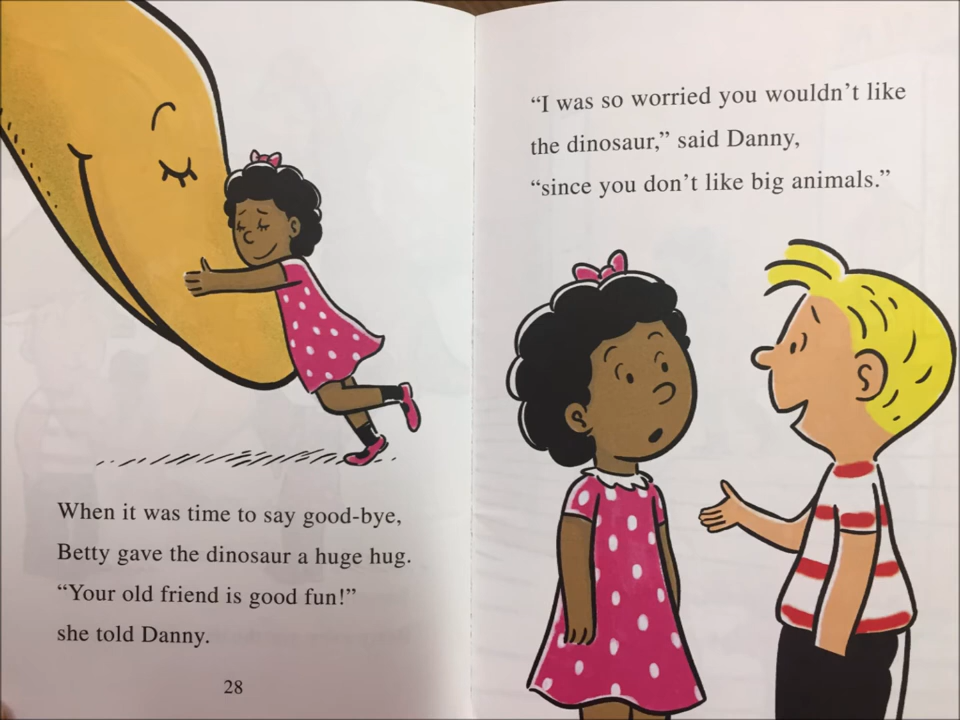 When it was time to say good-bye,
Betty gave the dinosaur a huge hug.
“Your old friend is good fun!”
she told Danny.
28
“I was so worried you wouldn’t like
the dinosaur,” said Danny,
“since you don’t like big animals.”